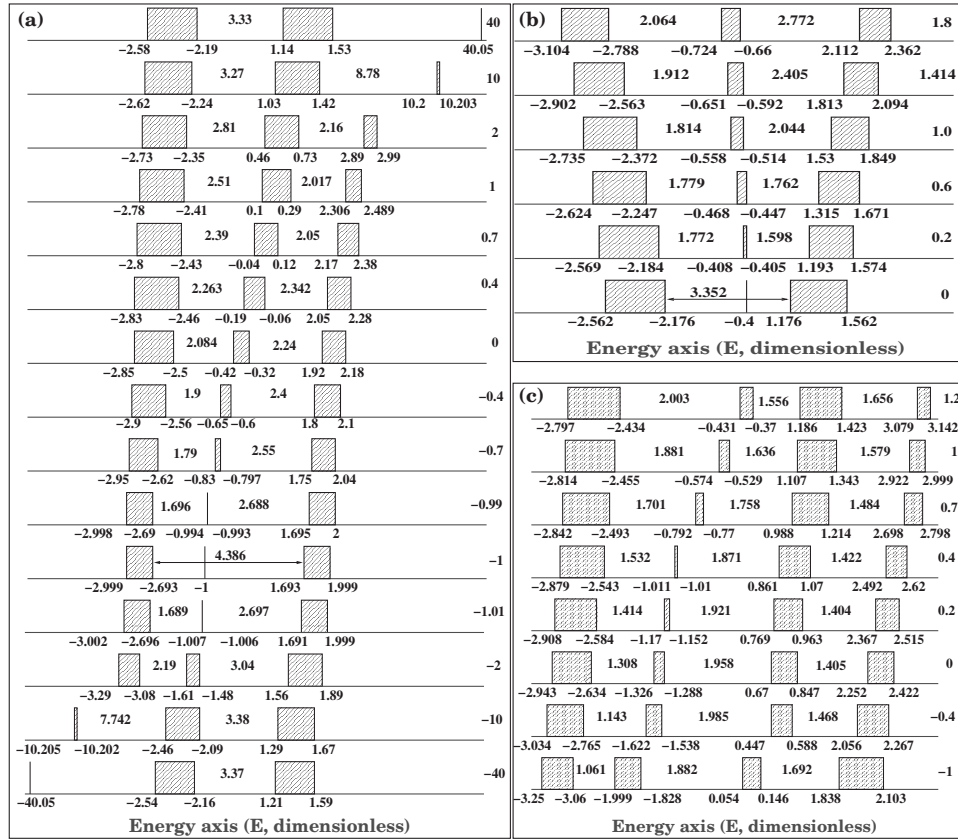 (a)
3.33 40
−2.58 −2.19 1.14 1.53 40.05
3.27 8.78 10
−2.62 −2.24 1.03 1.42 10.2 10.203
2.81 2.16 2
−2.73 −2.35 0.46 0.73 2.89 2.99
2.51 2.017 1
−2.78 −2.41 0.1 0.29 2.306 2.489
2.39 2.05 0.7
−2.8 −2.43 −0.04 0.12 2.17 2.38
2.263 2.342 0.4
−2.83 −2.46 −0.19 −0.06 2.05 2.28
2.084 2.24 0
−2.85 −2.5 −0.42 −0.32 1.92 2.18
1.9 2.4 −0.4
−2.9 −2.56 −0.65 −0.6 1.8 2.1
1.79 2.55 −0.7
−2.95 −2.62 −0.83 −0.797 1.75 2.04
1.696 2.688 −0.99
−2.998 −2.69 −0.994 −0.993 1.695 2
4.386 −1
−2.999 −2.693 −1 1.693 1.999
1.689 2.697 −1.01
−3.002 −2.696 −1.007 −1.006 1.691 1.999
2.19 3.04 −2
−3.29 −3.08 −1.61 −1.48 1.56 1.89
7.742 3.38 −10
−10.205 −10.202 −2.46 −2.09 1.29 1.67
3.37 −40
−40.05 −2.54 −2.16 1.21 1.59
Energy axis (E, dimensionless)
(b)
2.064 2.772 1.8
−3.104 −2.788 −0.724 −0.66 2.112 2.362
1.912 2.405 1.414
−2.902 −2.563 −0.651 −0.592 1.813 2.094
1.814 2.044 1.0
−2.735 −2.372 −0.558 −0.514 1.53 1.849
1.779 1.762 0.6
−2.624 −2.247 −0.468 −0.447 1.315 1.671
1.772 1.598 0.2
−2.569 −2.184 −0.408 −0.405 1.193 1.574
3.352 0
−2.562 −2.176 −0.4 1.176 1.562
Energy axis (E, dimensionless)
(c)
2.003 1.556 1.656 1.2
−2.797 −2.434 −0.431 −0.37 1.186 1.423 3.079 3.142
1.881 1.636 1.579 1
−2.814 −2.455 −0.574 −0.529 1.107 1.343 2.922 2.999
1.701 1.758 1.484 0.7
−2.842 −2.493 −0.792 −0.77 0.988 1.214 2.698 2.798
1.532 1.871 1.422 0.4
−2.879 −2.543 −1.011 −1.01 0.861 1.07 2.492 2.62
1.414 1.921 1.404 0.2
−2.908 −2.584 −1.17 −1.152 0.769 0.963 2.367 2.515
1.308 1.958 1.405 0
−2.943 −2.634 −1.326 −1.288 0.67 0.847 2.252 2.422
1.143 1.985 1.468 −0.4
−3.034 −2.765 −1.622 −1.538 0.447 0.588 2.056 2.267
1.061 1.882 1.692 −1
−3.25 −3.06 −1.999 −1.828 0.054 0.146 1.838 2.103
Energy axis (E, dimensionless)